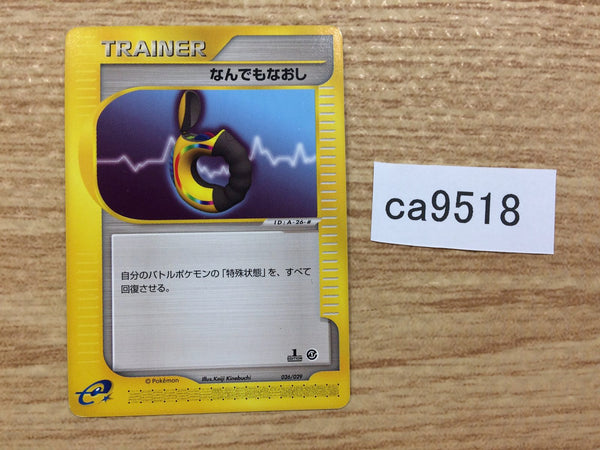 TRAINER
なんでもなおし
ID: A-26-#
自分のバトルポケモンの「特殊状態」を、すべて
回復させる。
1
EDITION
©Pokémon
Illus. Keiji Kinebuchi
026/029
e
ca9518